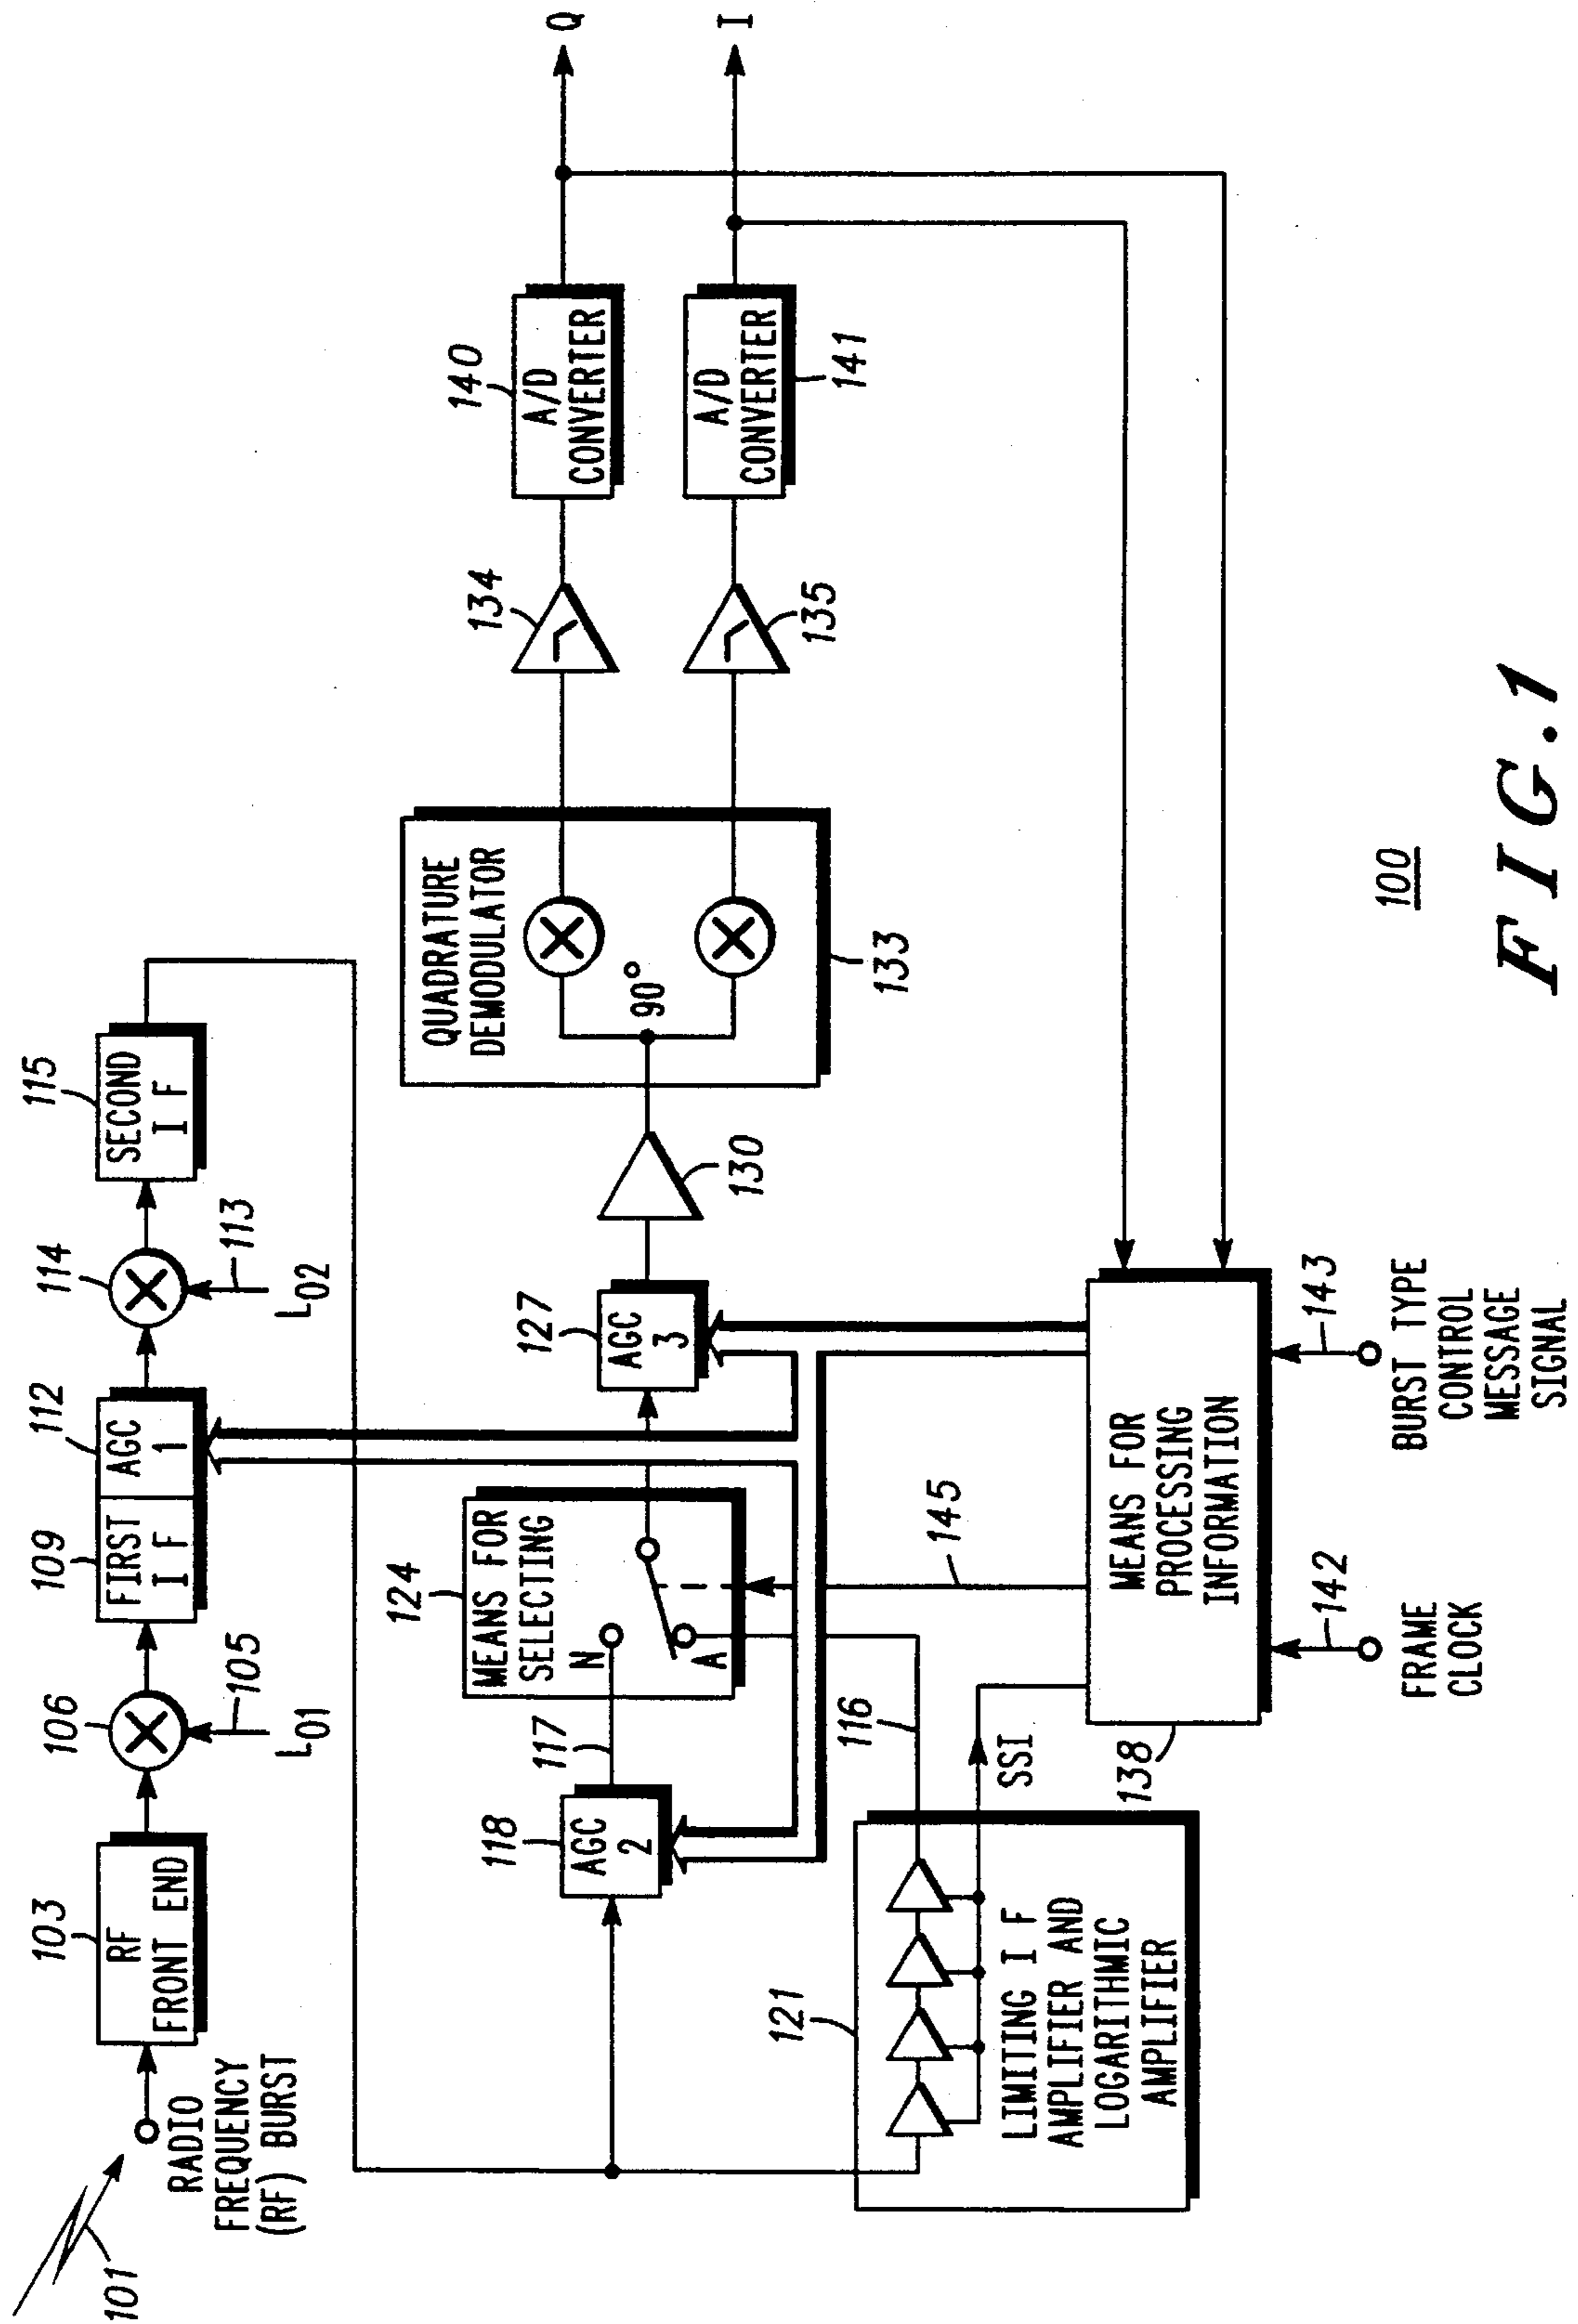 101
RADIO
FREQUENCY
(RF) BURST
103
RF
FRONT END
106
105
L01
109
FIRST
I F
112
AGC
1
114
113
L02
115
SECOND
I F
118
AGC
2
117
124
MEANS FOR
SELECTING
N
A
127
AGC
3
130
QUADRATURE
DEMODULATOR
90°
133
134
135
140
A/D
CONVERTER
A/D
CONVERTER
141
Q
I
121
LIMITING I F
AMPLIFIER AND
LOGARITHMIC
AMPLIFIER
116
SSI
145
138
MEANS FOR
PROCESSING
INFORMATION
142
FRAME
CLOCK
143
BURST TYPE
CONTROL
MESSAGE
SIGNAL
100
FIG.1